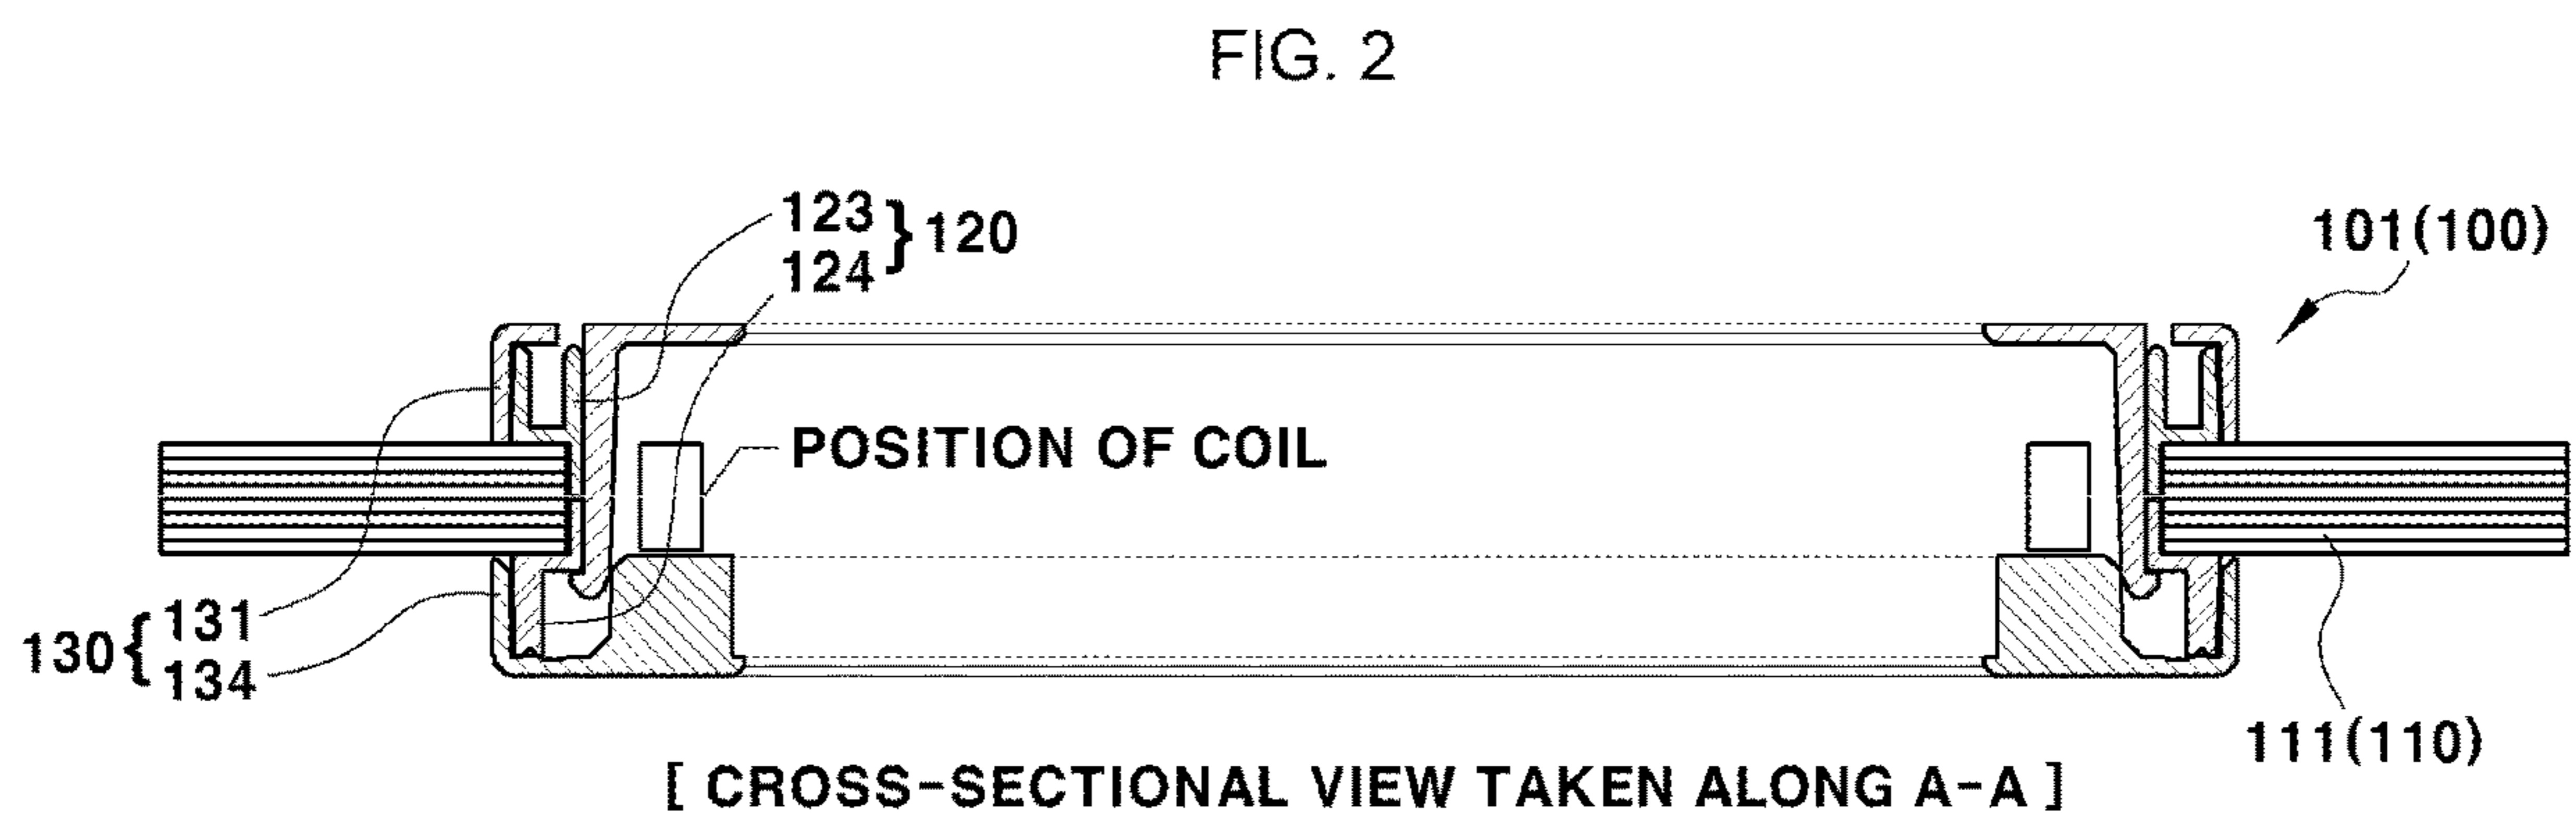 FIG. 2
123
124
} 120
101(100)
POSITION OF COIL
130 {
131
134
111(110)
[ CROSS-SECTIONAL VIEW TAKEN ALONG A-A ]